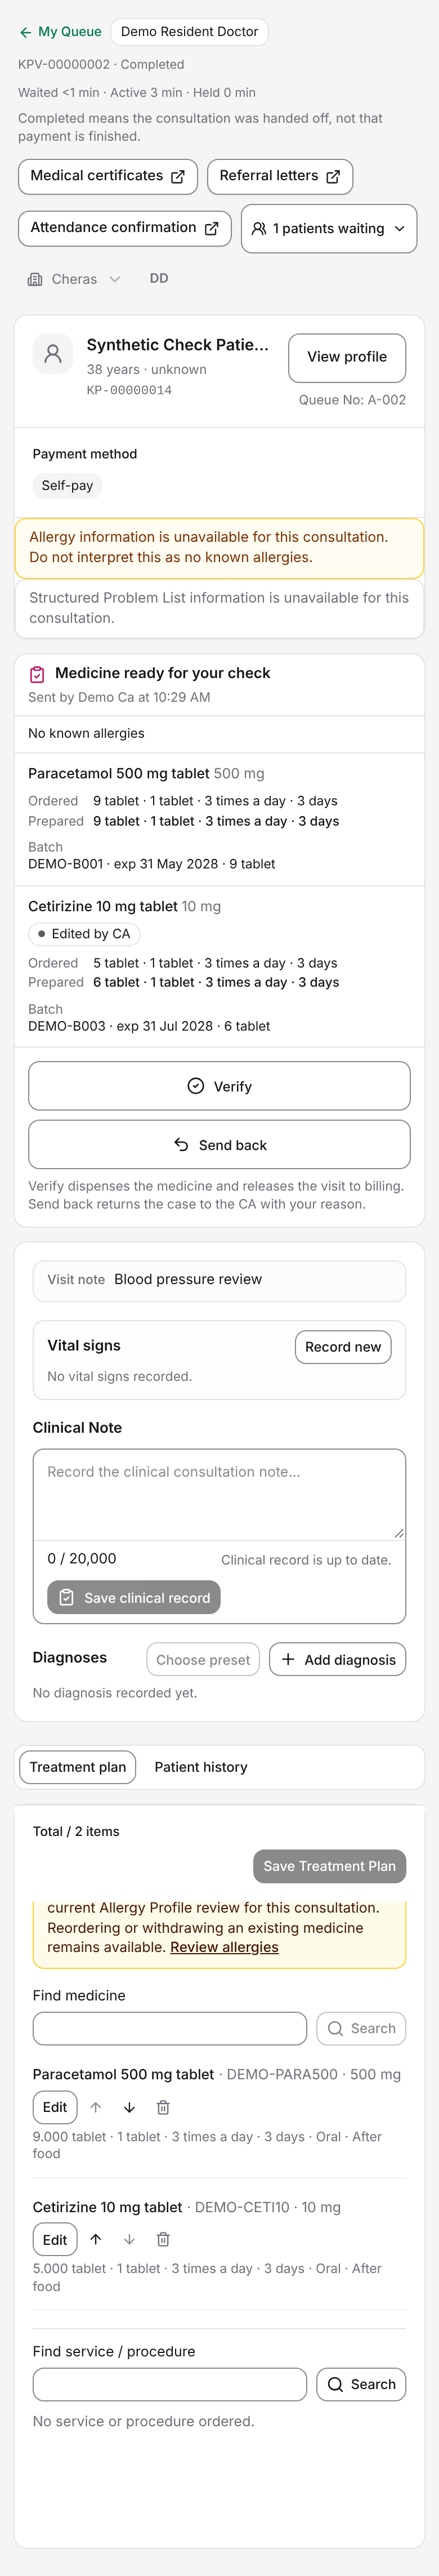 My Queue
Demo Resident Doctor
KPV-00000002 · Completed
Waited <1 min · Active 3 min · Held 0 min
Completed means the consultation was handed off, not that
payment is finished.
Medical certificates
Referral letters
Attendance confirmation
1 patients waiting
Cheras
DD
Synthetic Check Patie...
38 years · unknown
KP-00000014
View profile
Queue No: A-002
Payment method
Self-pay
Allergy information is unavailable for this consultation.
Do not interpret this as no known allergies.
Structured Problem List information is unavailable for this
consultation.
Medicine ready for your check
Sent by Demo Ca at 10:29 AM
No known allergies
Paracetamol 500 mg tablet 500 mg
Ordered 9 tablet · 1 tablet · 3 times a day · 3 days
Prepared 9 tablet · 1 tablet · 3 times a day · 3 days
Batch
DEMO-B001 · exp 31 May 2028 · 9 tablet
Cetirizine 10 mg tablet 10 mg
Edited by CA
Ordered 5 tablet · 1 tablet · 3 times a day · 3 days
Prepared 6 tablet · 1 tablet · 3 times a day · 3 days
Batch
DEMO-B003 · exp 31 Jul 2028 · 6 tablet
Verify
Send back
Verify dispenses the medicine and releases the visit to billing.
Send back returns the case to the CA with your reason.
Visit note Blood pressure review
Vital signs
Record new
No vital signs recorded.
Clinical Note
Record the clinical consultation note...
0 / 20,000
Clinical record is up to date.
Save clinical record
Diagnoses
Choose preset
Add diagnosis
No diagnosis recorded yet.
Treatment plan
Patient history
Total / 2 items
Save Treatment Plan
current Allergy Profile review for this consultation.
Reordering or withdrawing an existing medicine
remains available. Review allergies
Find medicine
Search
Paracetamol 500 mg tablet · DEMO-PARA500 · 500 mg
Edit
9.000 tablet · 1 tablet · 3 times a day · 3 days · Oral · After
food
Cetirizine 10 mg tablet · DEMO-CETI10 · 10 mg
Edit
5.000 tablet · 1 tablet · 3 times a day · 3 days · Oral · After
food
Find service / procedure
Search
No service or procedure ordered.